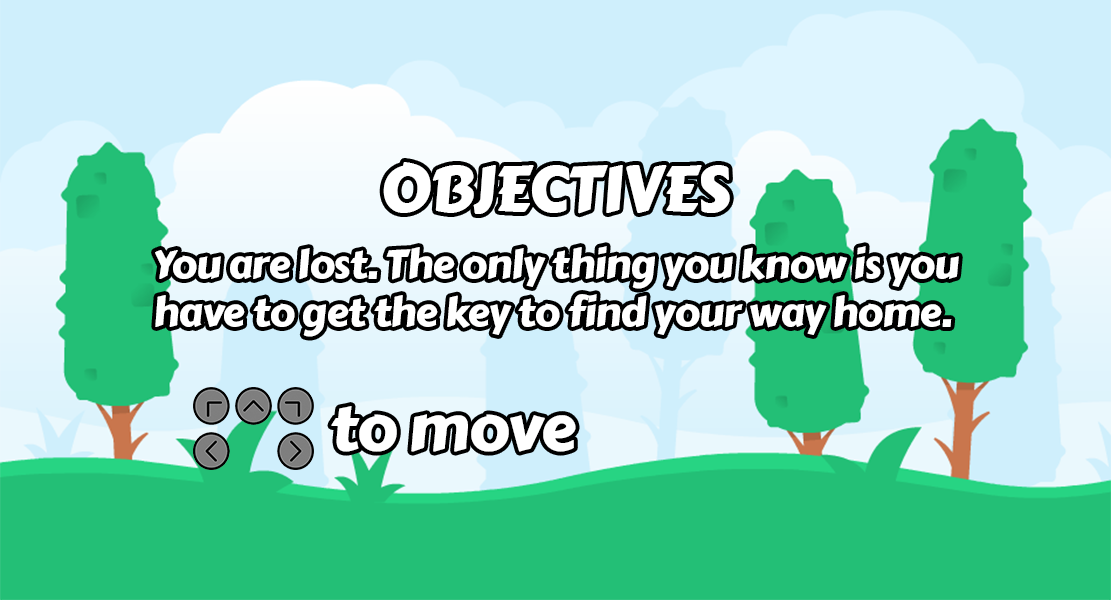 OBJECTIVES
You are lost. The only thing you know is you
have to get the key to find your way home.
to move